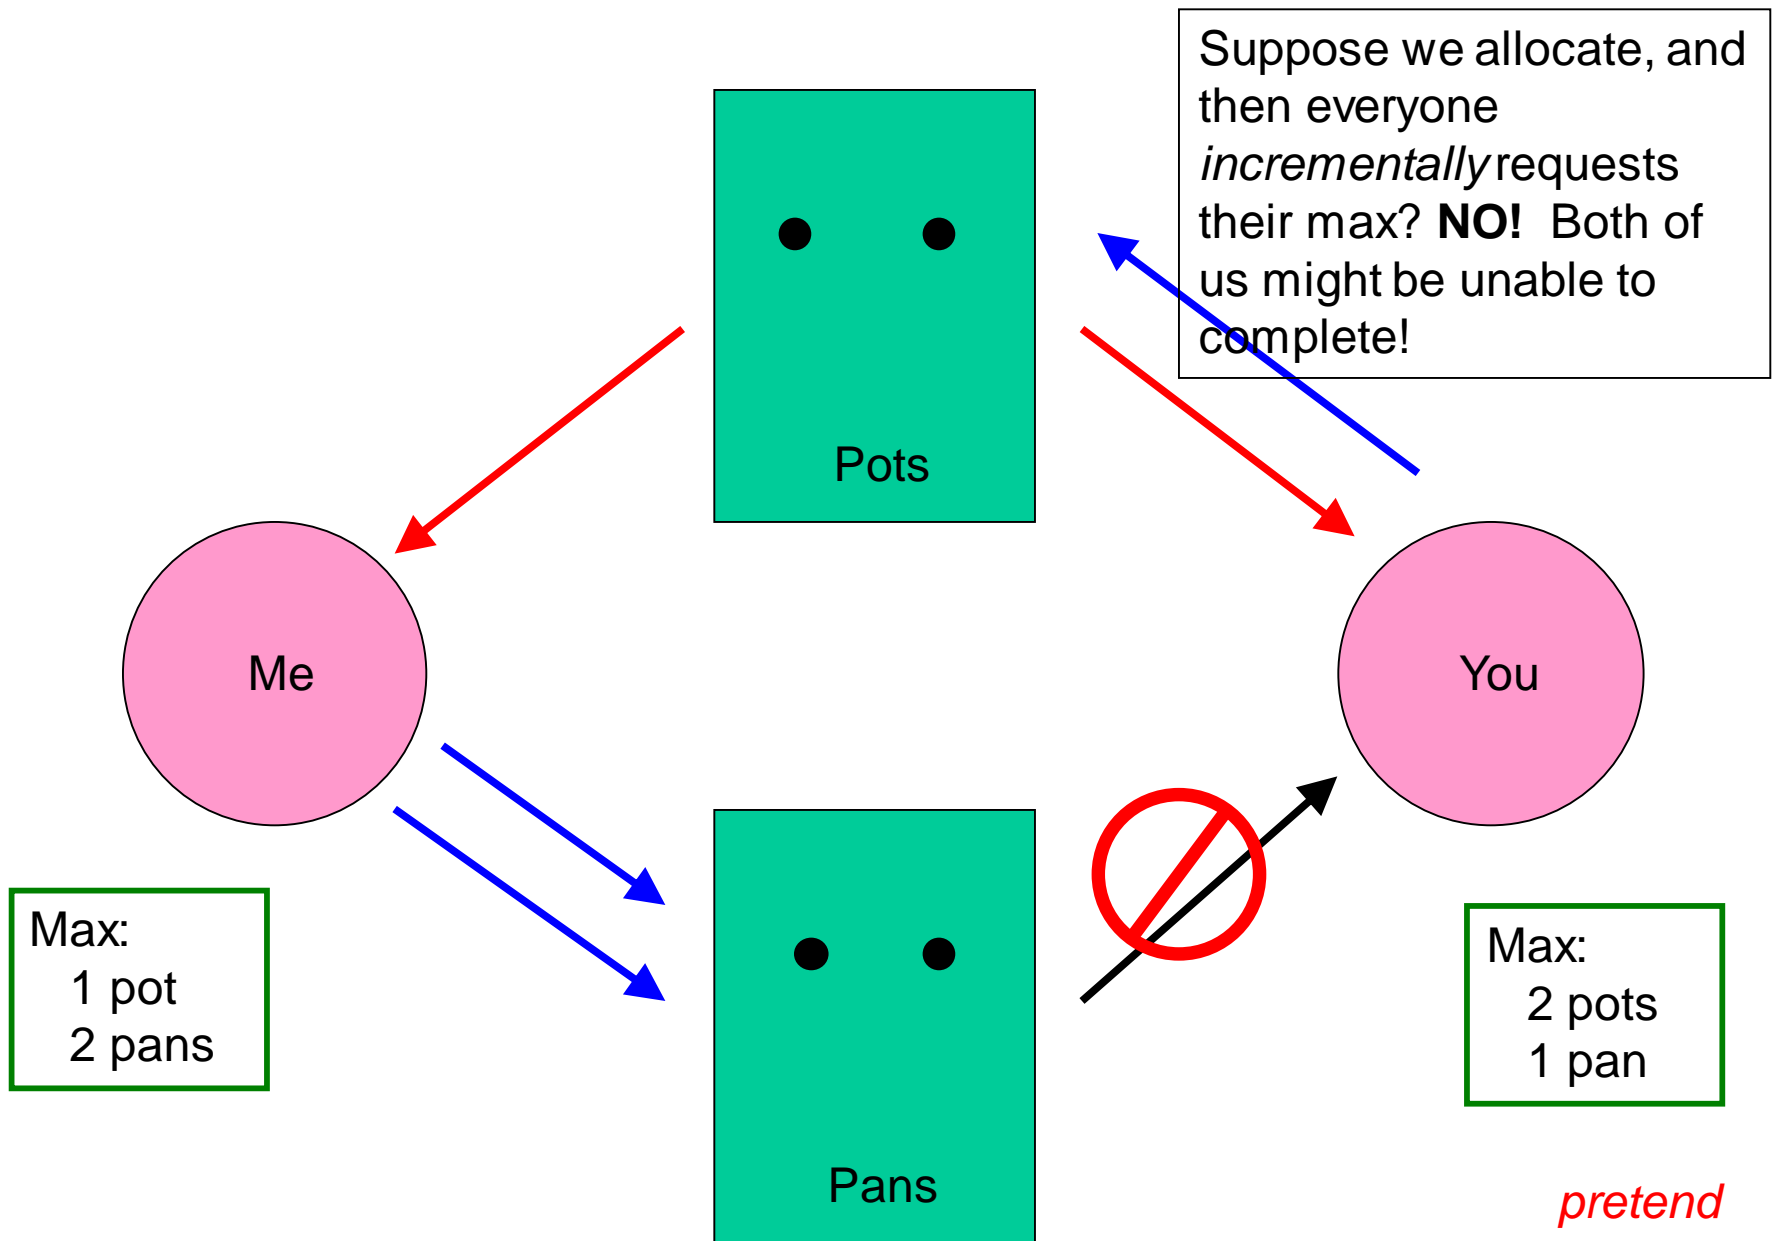 Suppose we allocate, and
then everyone
incrementally requests
their max? NO! Both of
us might be unable to
complete!
Pots
Me
You
Max:
1 pot
2 pans
Max:
2 pots
1 pan
Pans
pretend